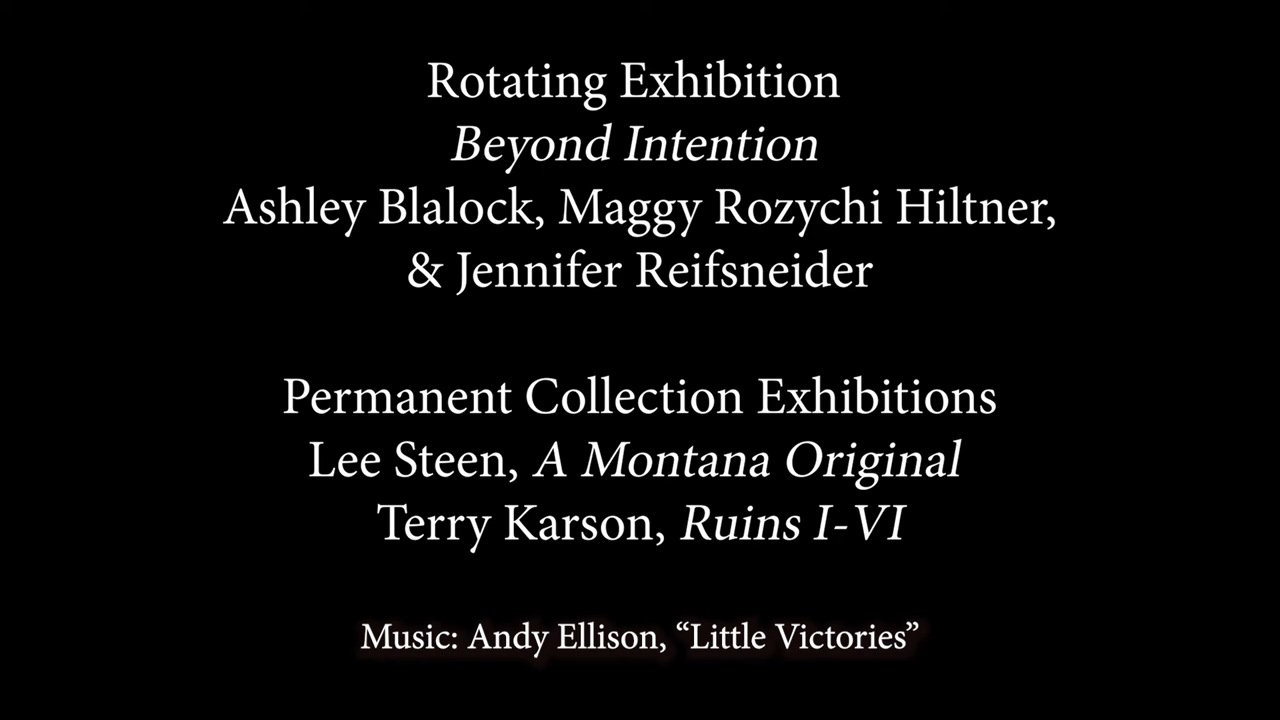 Rotating Exhibition
Beyond Intention
Ashley Blalock, Maggy Rozychi Hiltner,
& Jennifer Reifsneider
Permanent Collection Exhibitions
Lee Steen, A Montana Original
Terry Karson, Ruins I-VI
Music: Andy Ellison, “Little Victories”